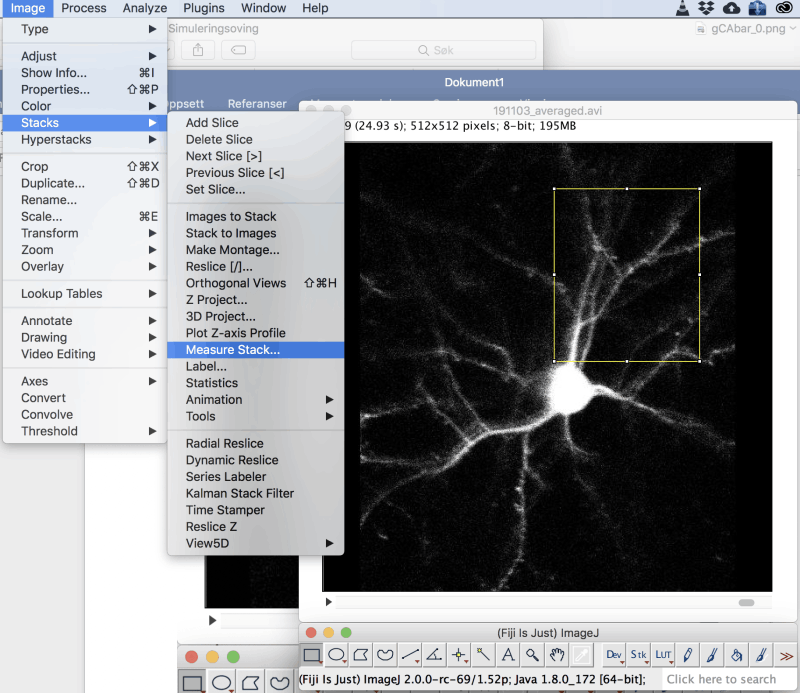 Image Process Analyze Plugins Window Help
Type
Adjust
Show Info... ⌘I
Properties... ⇧⌘P
Color
Stacks
Hyperstacks
Crop ⇧⌘X
Duplicate... ⇧⌘D
Rename...
Scale... ⌘E
Transform
Zoom
Overlay
Lookup Tables
Annotate
Drawing
Video Editing
Axes
Convert
Convolve
Threshold
Add Slice
Delete Slice
Next Slice [>]
Previous Slice [<]
Set Slice...
Images to Stack
Stack to Images
Make Montage...
Reslice [/]...
Orthogonal Views ⇧⌘H
Z Project...
3D Project...
Plot Z-axis Profile
Measure Stack...
Label...
Statistics
Animation
Tools
Radial Reslice
Dynamic Reslice
Series Labeler
Kalman Stack Filter
Time Stamper
Reslice Z
View5D
Simuleringsoving
gCAbar_0.png
Søk
Dokument1
ppsett Referanser
191103_averaged.avi
9 (24.93 s); 512x512 pixels; 8-bit; 195MB
(Fiji Is Just) ImageJ
A Dev Stk LUT >>
(Fiji Is Just) ImageJ 2.0.0-rc-69/1.52p; Java 1.8.0_172 [64-bit];
Click here to search